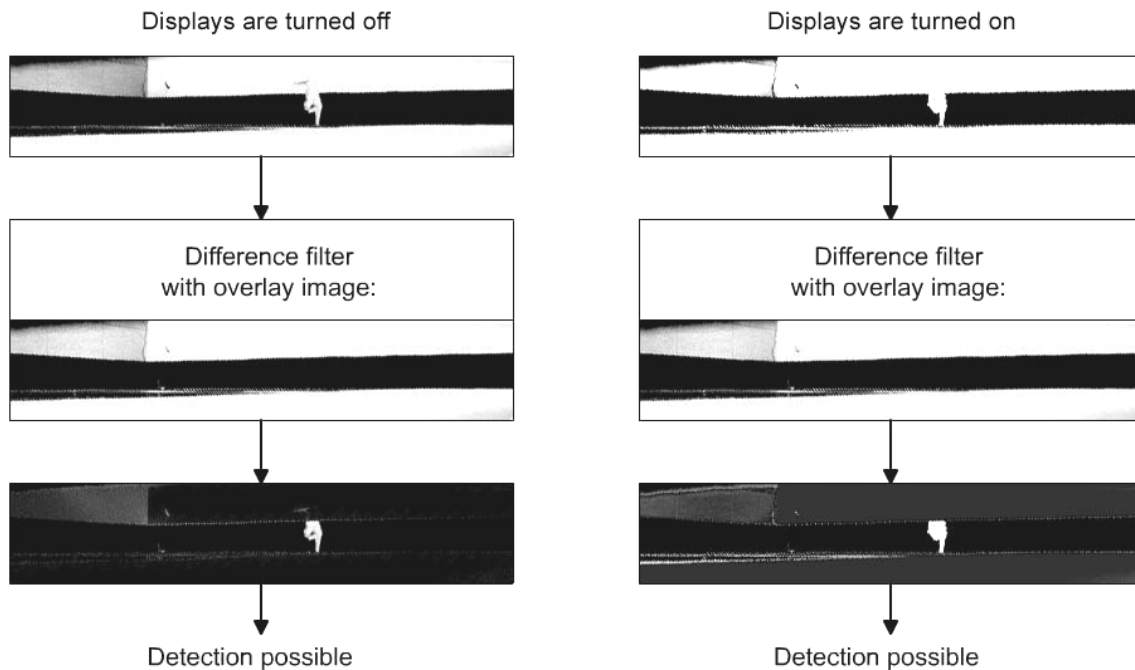 Displays are turned off
Displays are turned on
Difference filter
with overlay image:
Difference filter
with overlay image:
Detection possible
Detection possible